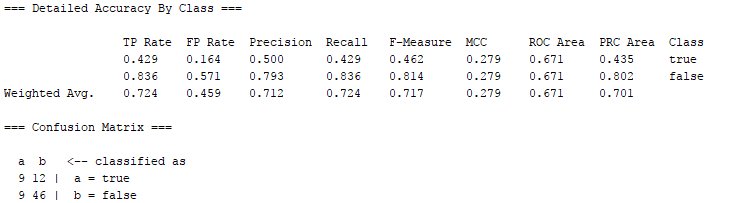 === Detailed Accuracy By Class ===
TP Rate FP Rate Precision Recall F-Measure MCC ROC Area PRC Area Class
0.429 0.164 0.500 0.429 0.462 0.279 0.671 0.435 true
0.836 0.571 0.793 0.836 0.814 0.279 0.671 0.802 false
Weighted Avg. 0.724 0.459 0.712 0.724 0.717 0.279 0.671 0.701
=== Confusion Matrix ===
a b <-- classified as
9 12 | a = true
9 46 | b = false